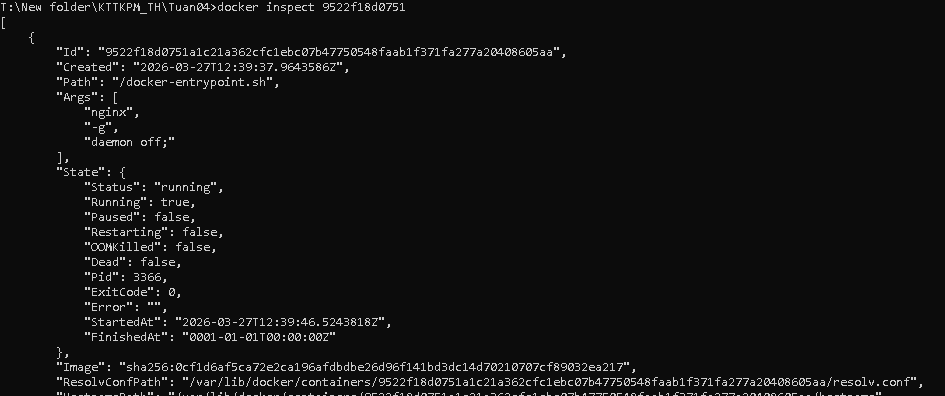 T:\New folder\KTTKPM_TH\Tuan04>docker inspect 9522f18d0751
[
    {
        "Id": "9522f18d0751a1c21a362cfc1ebc07b47750548faab1f371fa277a20408605aa",
        "Created": "2026-03-27T12:39:37.9643586Z",
        "Path": "/docker-entrypoint.sh",
        "Args": [
            "nginx",
            "-g",
            "daemon off;"
        ],
        "State": {
            "Status": "running",
            "Running": true,
            "Paused": false,
            "Restarting": false,
            "OOMKilled": false,
            "Dead": false,
            "Pid": 3366,
            "ExitCode": 0,
            "Error": "",
            "StartedAt": "2026-03-27T12:39:46.5243818Z",
            "FinishedAt": "0001-01-01T00:00:00Z"
        },
        "Image": "sha256:0cf1d6af5ca72e2ca196afdbdbe26d96f141bd3dc14d70210707cf89032ea217",
        "ResolvConfPath": "/var/lib/docker/containers/9522f18d0751a1c21a362cfc1ebc07b47750548faab1f371fa277a20408605aa/resolv.conf",